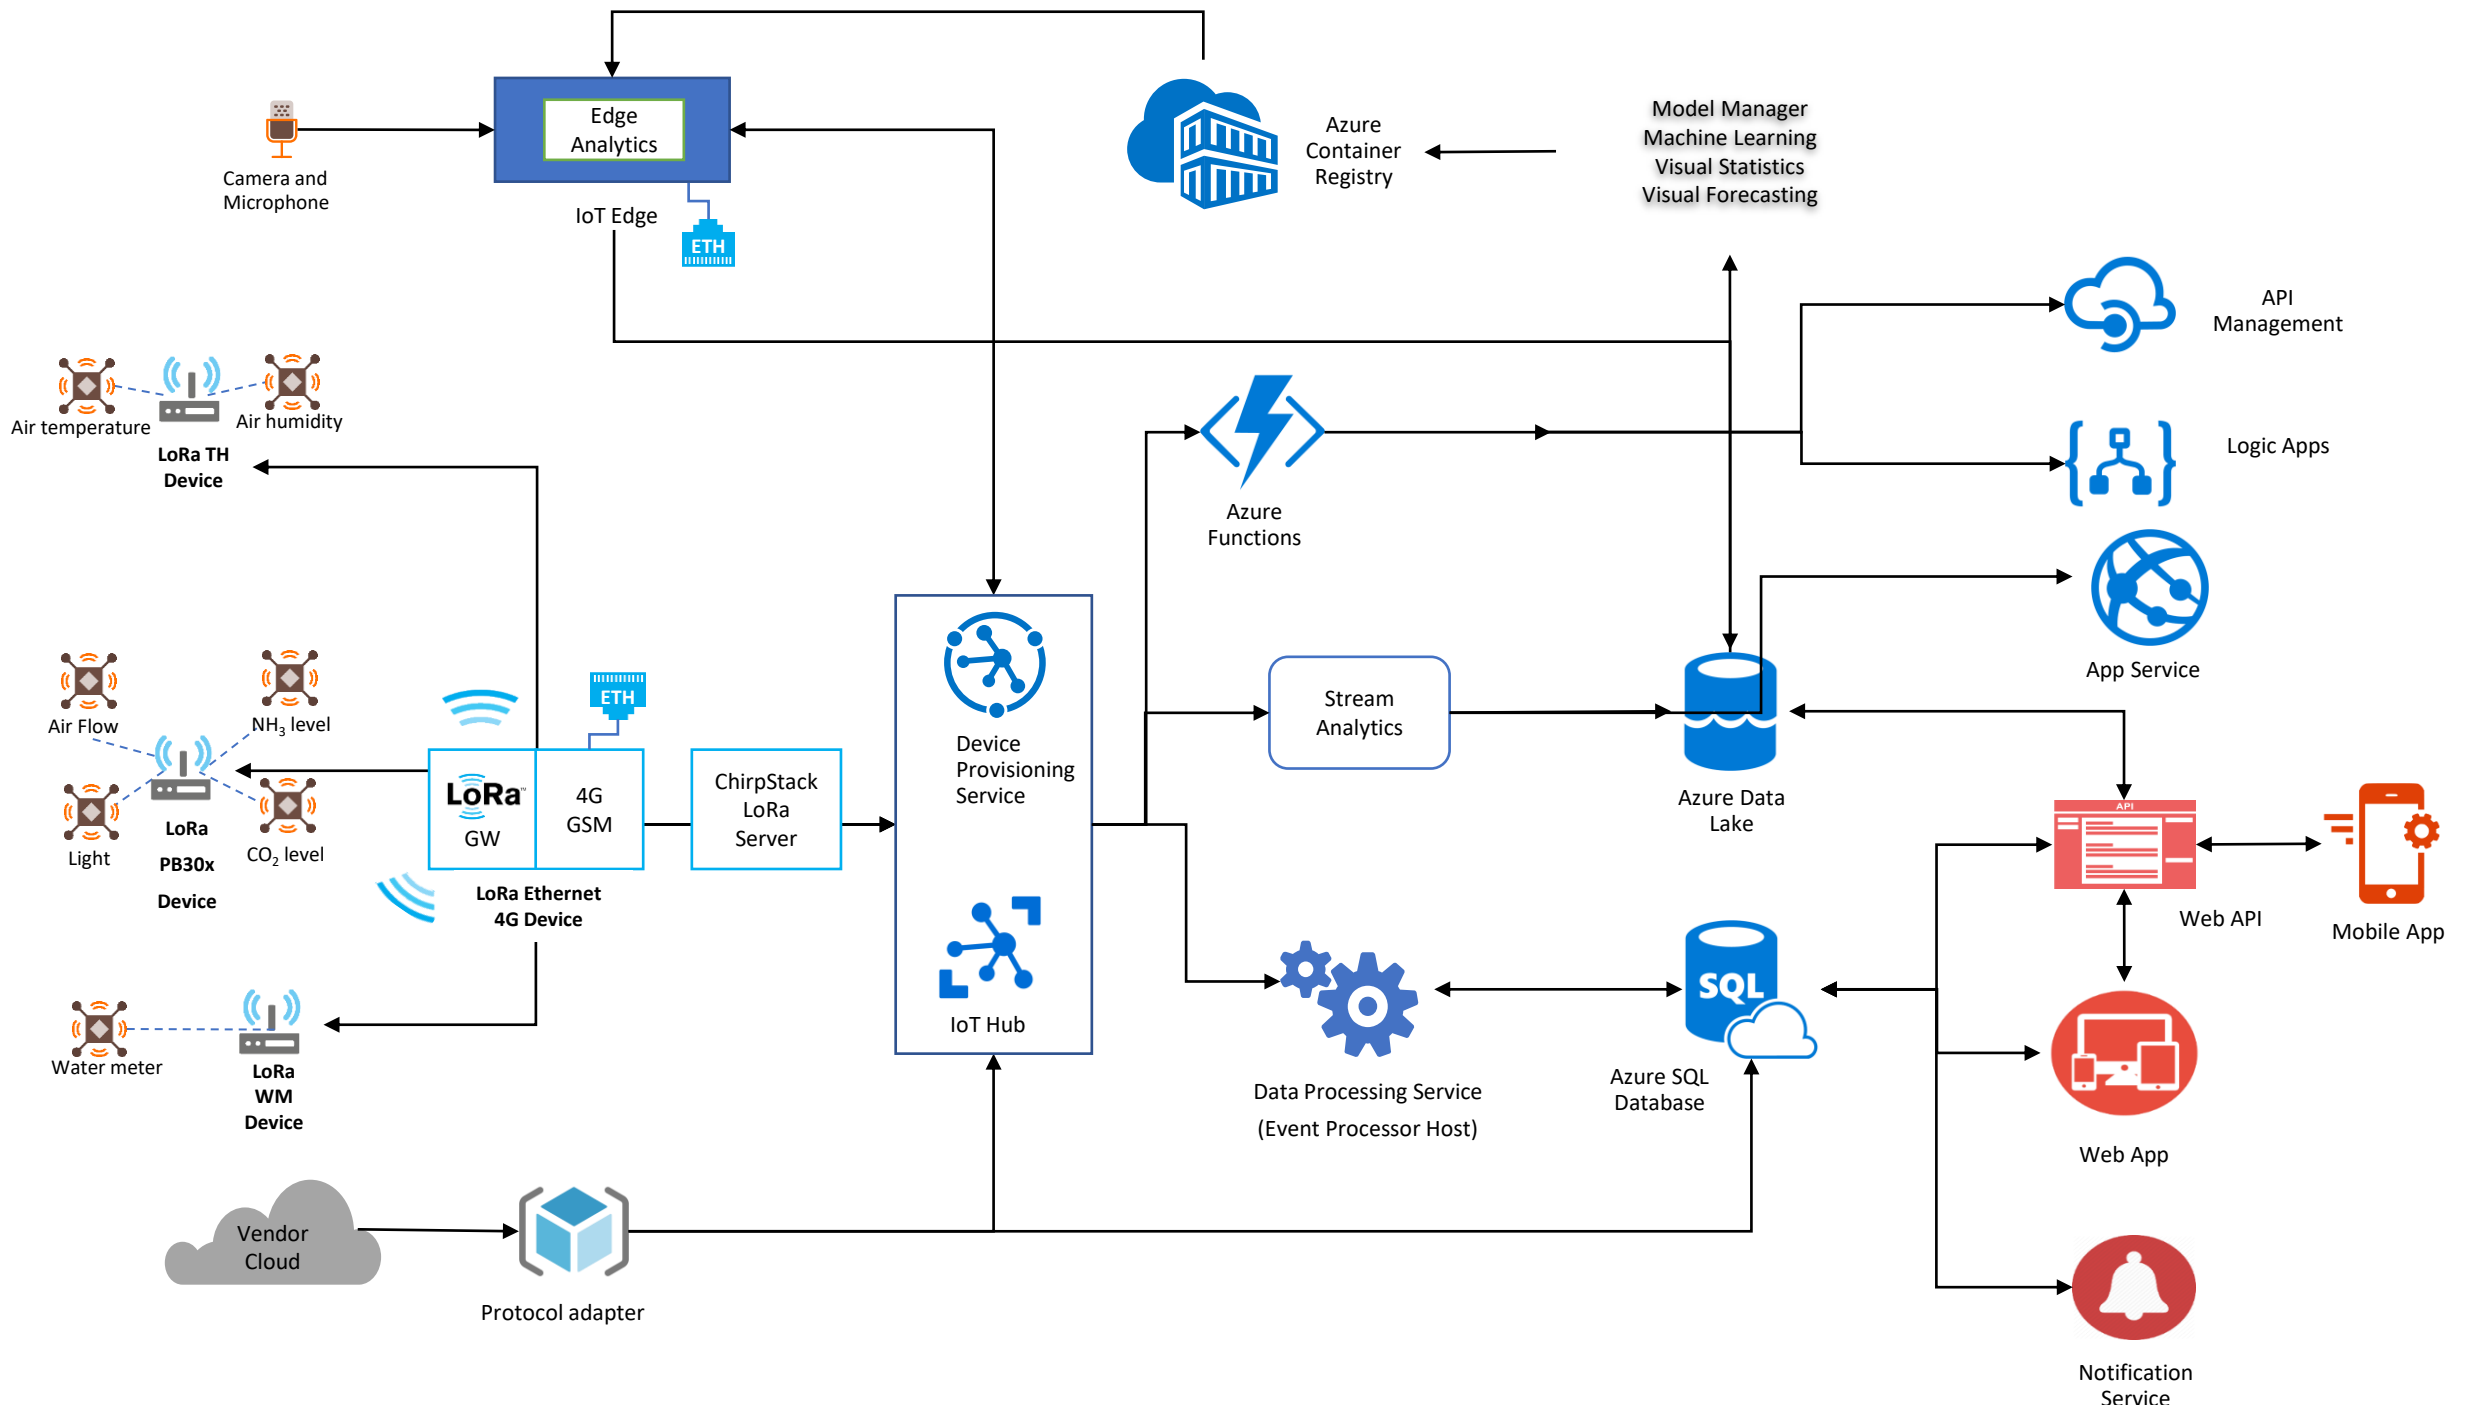 Edge
Analytics
Camera and
Microphone
IoT Edge
ETH
Azure
Container
Registry
Model Manager
Machine Learning
Visual Statistics
Visual Forecasting
API
Management
Air temperature
Air humidity
LoRa TH
Device
Logic Apps
Azure
Functions
App Service
Air Flow
NH₃ level
Light
CO₂ level
LoRa
PB30x
Device
ETH
LoRa™
GW
4G
GSM
LoRa Ethernet
4G Device
ChirpStack
LoRa
Server
Device
Provisioning
Service
IoT Hub
Stream
Analytics
Azure Data
Lake
API
Web API
Mobile App
Water meter
LoRa
WM
Device
Data Processing Service
(Event Processor Host)
SQL
Azure SQL
Database
Web App
Vendor
Cloud
Protocol adapter
Notification
Service